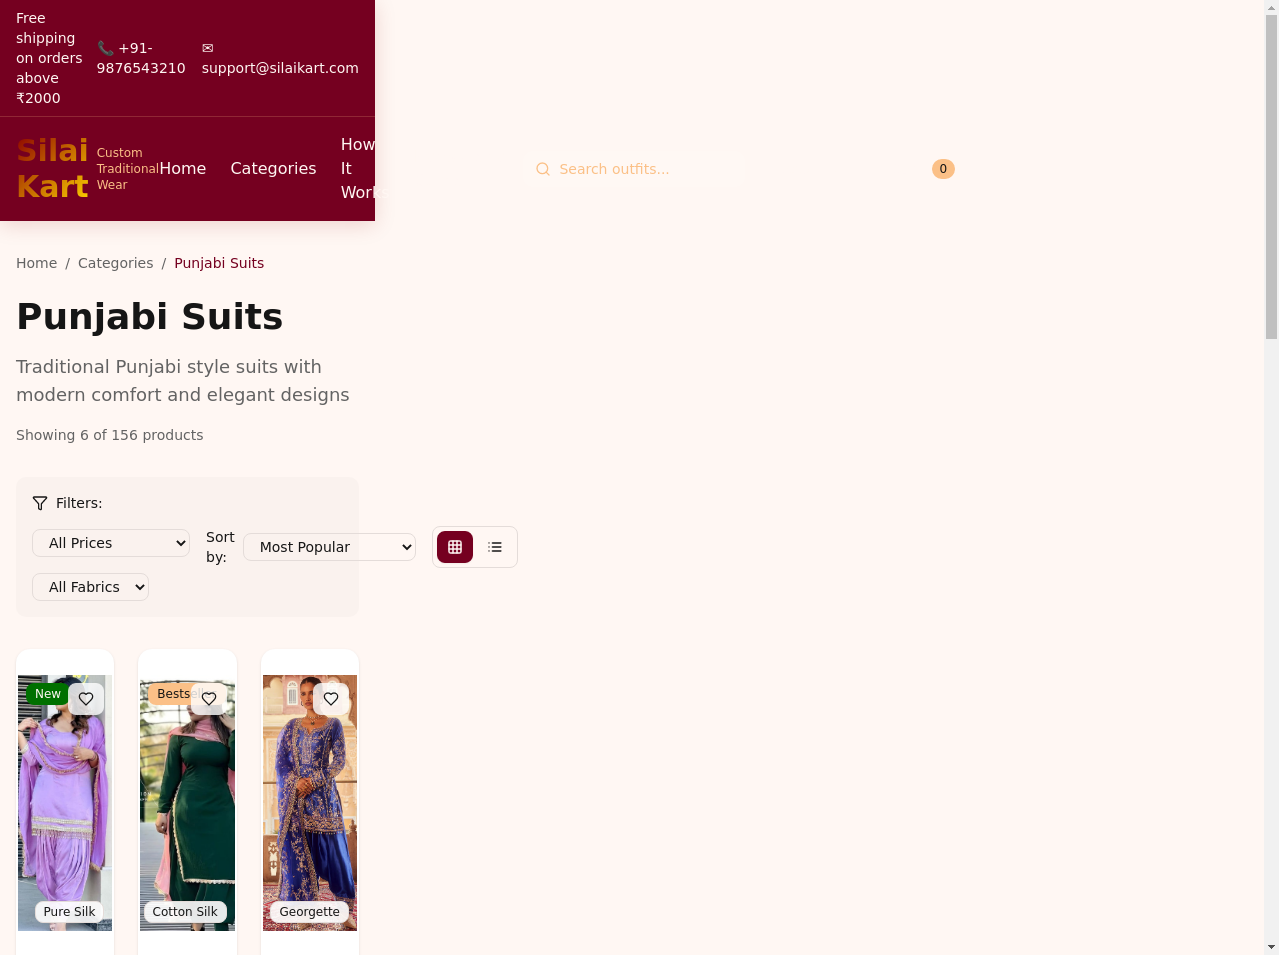 Free
shipping
on orders
above
₹2000
📞 +91-
9876543210
✉
support@silaikart.com
Silai
Kart
Custom
Traditional
Wear
Home
Categories
How
It
Works
Search outfits...
0
Home / Categories / Punjabi Suits
Punjabi Suits
Traditional Punjabi style suits with
modern comfort and elegant designs
Showing 6 of 156 products
Filters:
All Prices
Sort
by:
Most Popular
All Fabrics
New
Bestseller
Pure Silk
Cotton Silk
Georgette